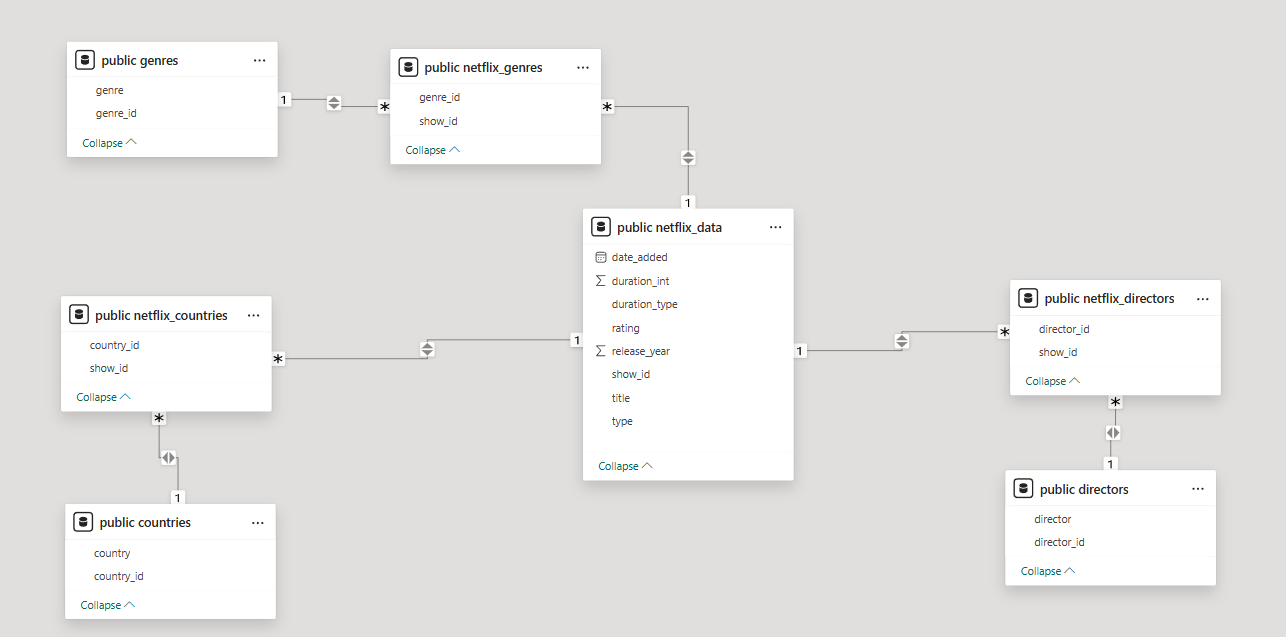 public genres
genre
genre_id
Collapse
1
*
public netflix_genres
genre_id
show_id
Collapse
*
1
public netflix_data
date_added
duration_int
duration_type
rating
release_year
show_id
title
type
Collapse
public netflix_countries
country_id
show_id
Collapse
*
1
*
1
public countries
country
country_id
Collapse
1
*
public netflix_directors
director_id
show_id
Collapse
*
1
public directors
director
director_id
Collapse